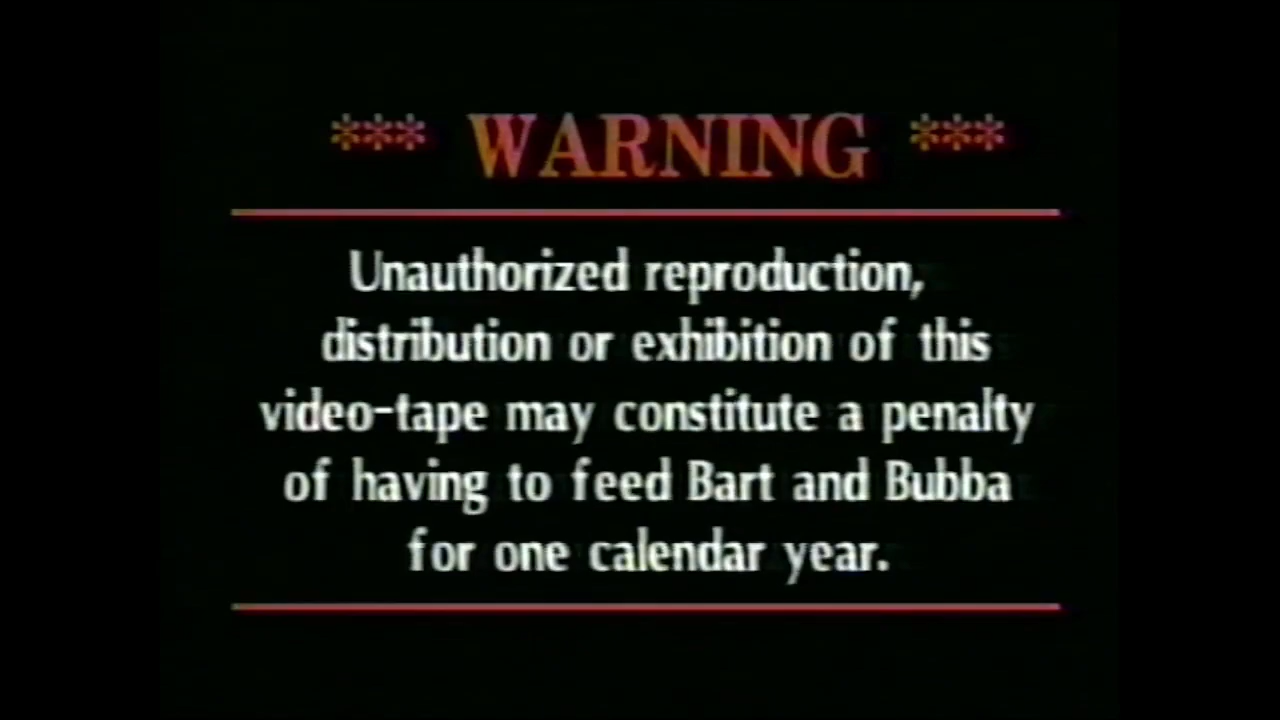 *** WARNING ***
Unauthorized reproduction,
distribution or exhibition of this
video-tape may constitute a penalty
of having to feed Bart and Bubba
for one calendar year.